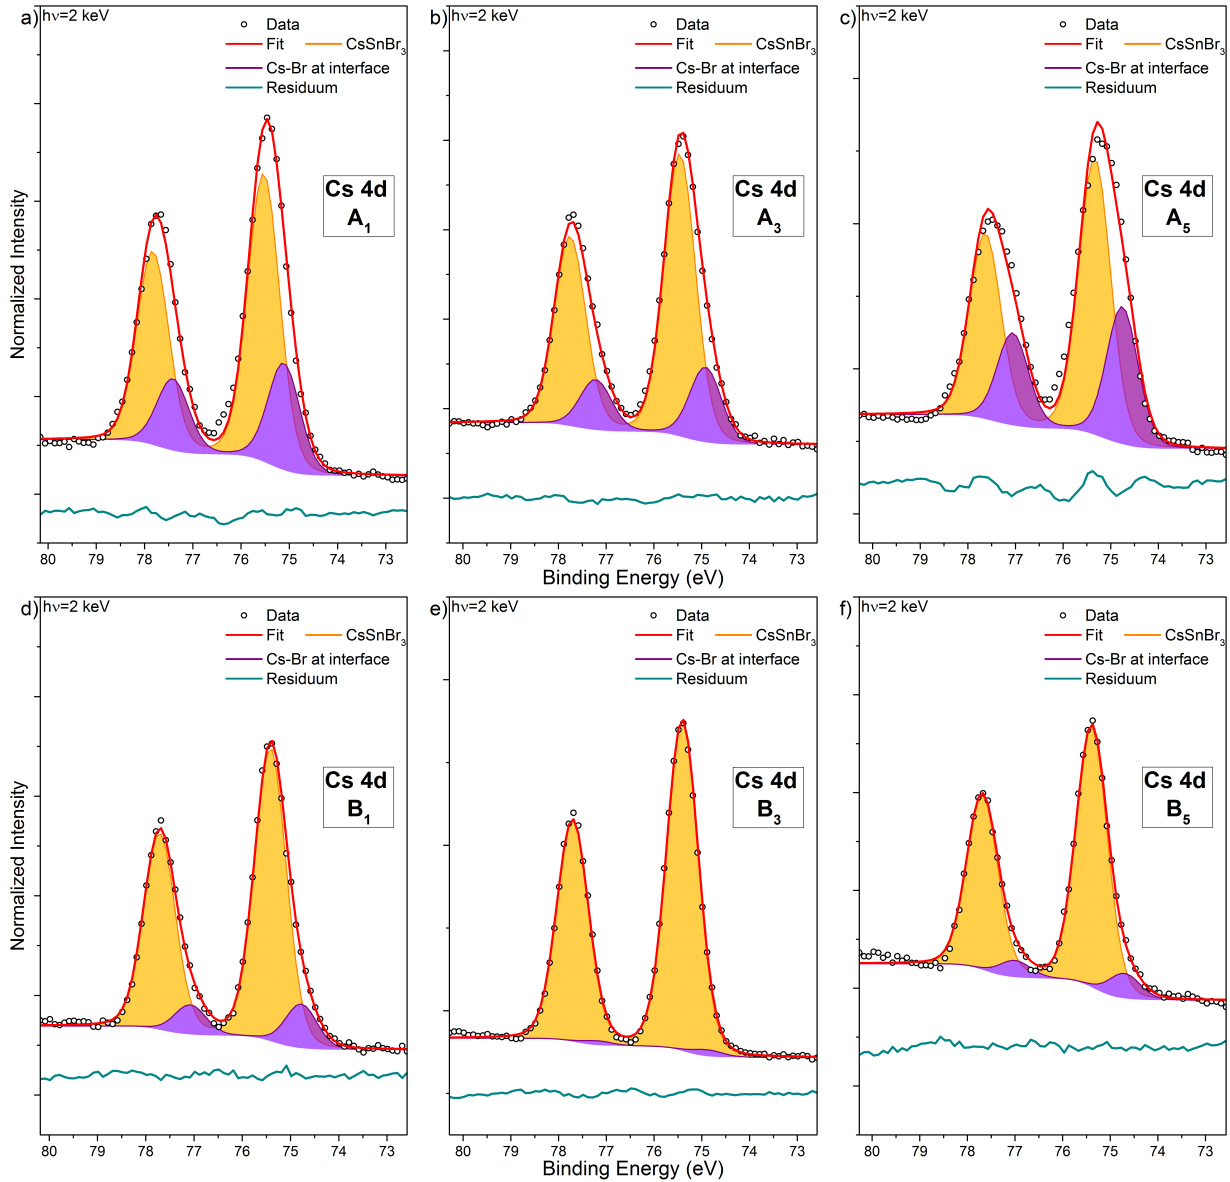 a)
hν=2 keV
Data
Fit
CsSnBr3
Cs-Br at interface
Residuum
Cs 4d
A1
Normalized Intensity
80 79 78 77 76 75 74 73
b)
hν=2 keV
Data
Fit
CsSnBr3
Cs-Br at interface
Residuum
Cs 4d
A3
80 79 78 77 76 75 74 73
c)
hν=2 keV
Data
Fit
CsSnBr3
Cs-Br at interface
Residuum
Cs 4d
A5
80 79 78 77 76 75 74 73
Binding Energy (eV)
d)
hν=2 keV
Data
Fit
CsSnBr3
Cs-Br at interface
Residuum
Cs 4d
B1
Normalized Intensity
80 79 78 77 76 75 74 73
e)
hν=2 keV
Data
Fit
CsSnBr3
Cs-Br at interface
Residuum
Cs 4d
B3
80 79 78 77 76 75 74 73
f)
hν=2 keV
Data
Fit
CsSnBr3
Cs-Br at interface
Residuum
Cs 4d
B5
80 79 78 77 76 75 74 73
Binding Energy (eV)